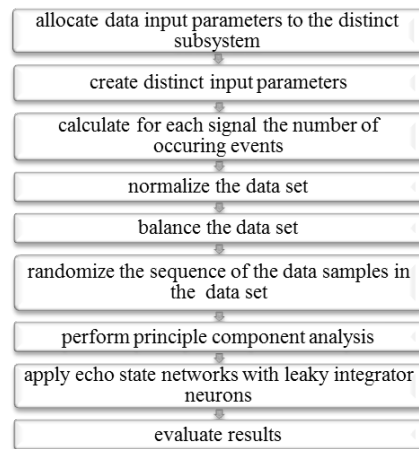 allocate data input parameters to the distinct
subsystem
create distinct input parameters
calculate for each signal the number of
occuring events
normalize the data set
balance the data set
randomize the sequence of the data samples in
the data set
perform principle component analysis
apply echo state networks with leaky integrator
neurons
evaluate results